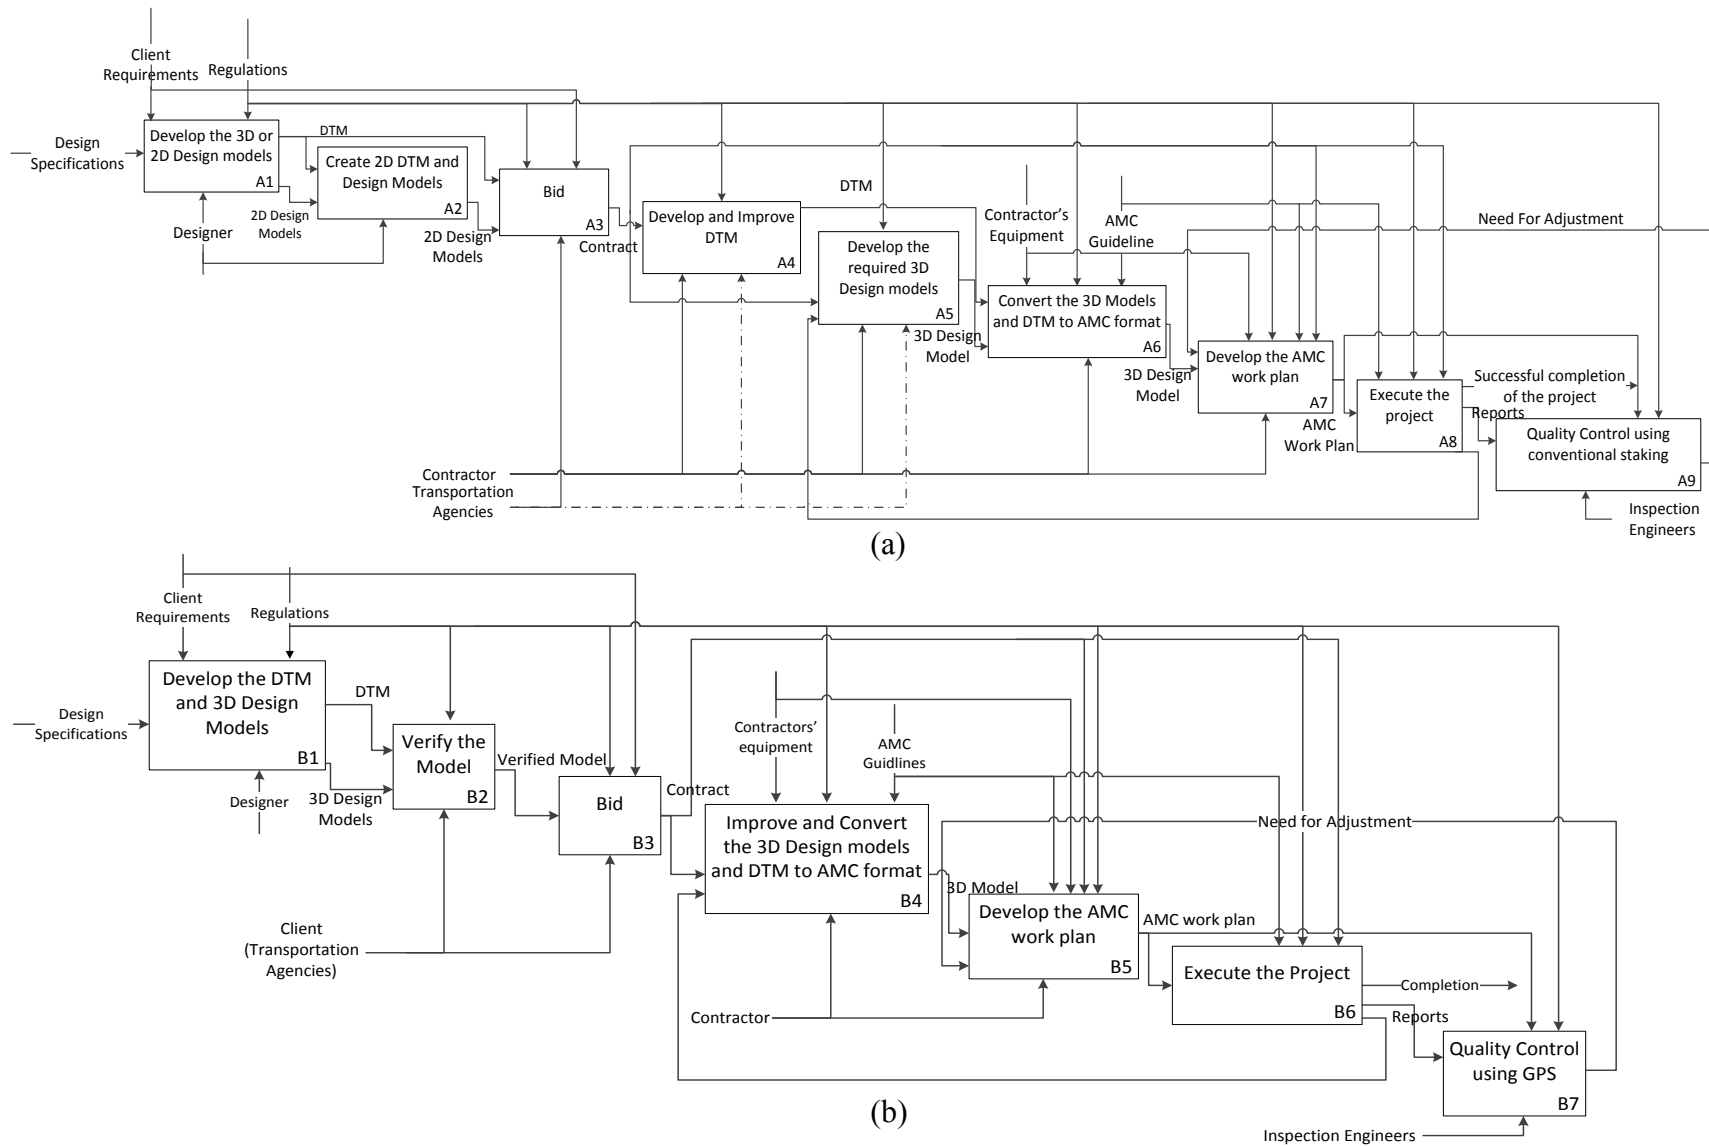 Client
Requirements
Regulations
Design
Specifications
Develop the 3D or
2D Design models
A1
DTM
Create 2D DTM and
Design Models
A2
2D Design
Models
Designer
Bid
A3
2D Design
Models
Contract
Develop and Improve
DTM
A4
DTM
Develop the
required 3D
Design models
A5
3D Design
Model
Contractor's
Equipment
AMC
Guideline
Convert the 3D Models
and DTM to AMC format
A6
3D Design
Model
Need For Adjustment
Develop the AMC
work plan
A7
AMC
Work Plan
Execute the
project
A8
Successful completion
of the project
Reports
Quality Control using
conventional staking
A9
Inspection
Engineers
Contractor
Transportation
Agencies
(a)
Client
Requirements
Regulations
Design
Specifications
Develop the DTM
and 3D Design
Models
B1
DTM
Designer
3D Design
Models
Verify the
Model
B2
Verified Model
Bid
B3
Contract
Contractors'
equipment
AMC
Guidlines
Improve and Convert
the 3D Design models
and DTM to AMC format
B4
3D Model
Need for Adjustment
Develop the AMC
work plan
B5
AMC work plan
Execute the Project
B6
Completion
Reports
Quality Control
using GPS
B7
Client
(Transportation
Agencies)
Contractor
Inspection Engineers
(b)